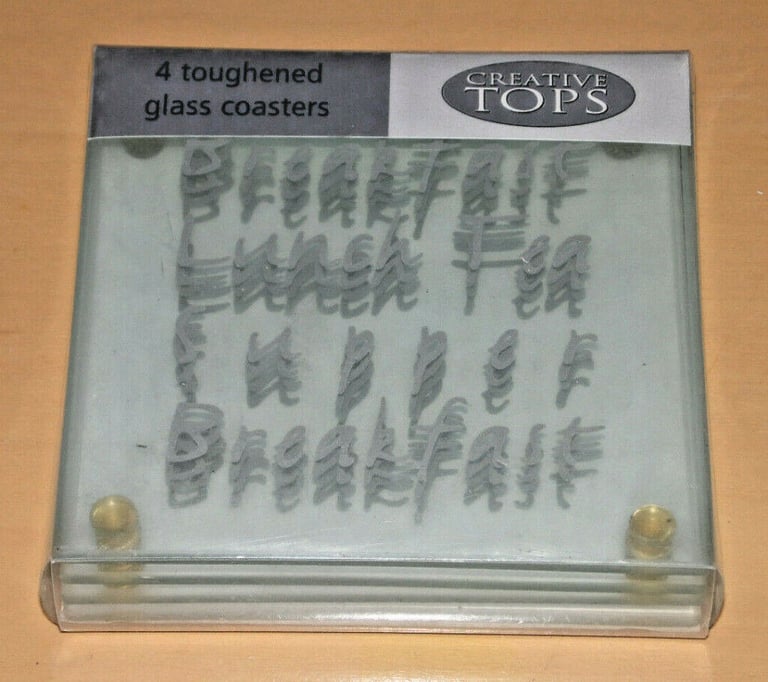 4 toughened
glass coasters
CREATIVE
TOPS
Breakfast
Lunch Tea
Supper
Breakfast